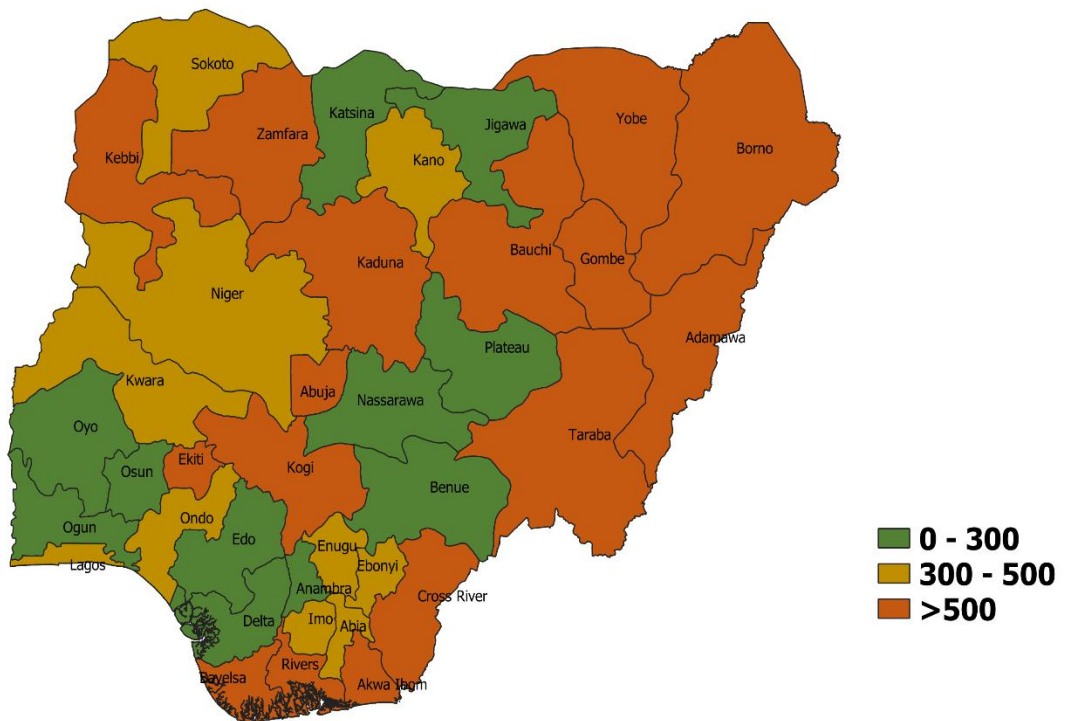 Sokoto
Katsina
Zamfara
Jigawa
Yobe
Borno
Kebbi
Kano
Kaduna
Bauchi
Gombe
Niger
Adamawa
Plateau
Kwara
Abuja
Nassarawa
Oyo
Taraba
Ekiti
Kogi
Osun
Benue
Ondo
Ogun
Edo
Enugu
0 - 300
Lagos
Ebonyi
300 - 500
Anambra
Cross River
>500
Delta
Imo
Abia
Rivers
Bayelsa
Akwa Ibom